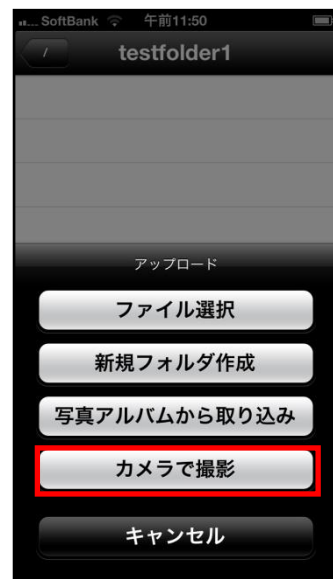 SoftBank 午前11:50
/ testfolder1
アップロード
ファイル選択
新規フォルダ作成
写真アルバムから取り込み
カメラで撮影
キャンセル